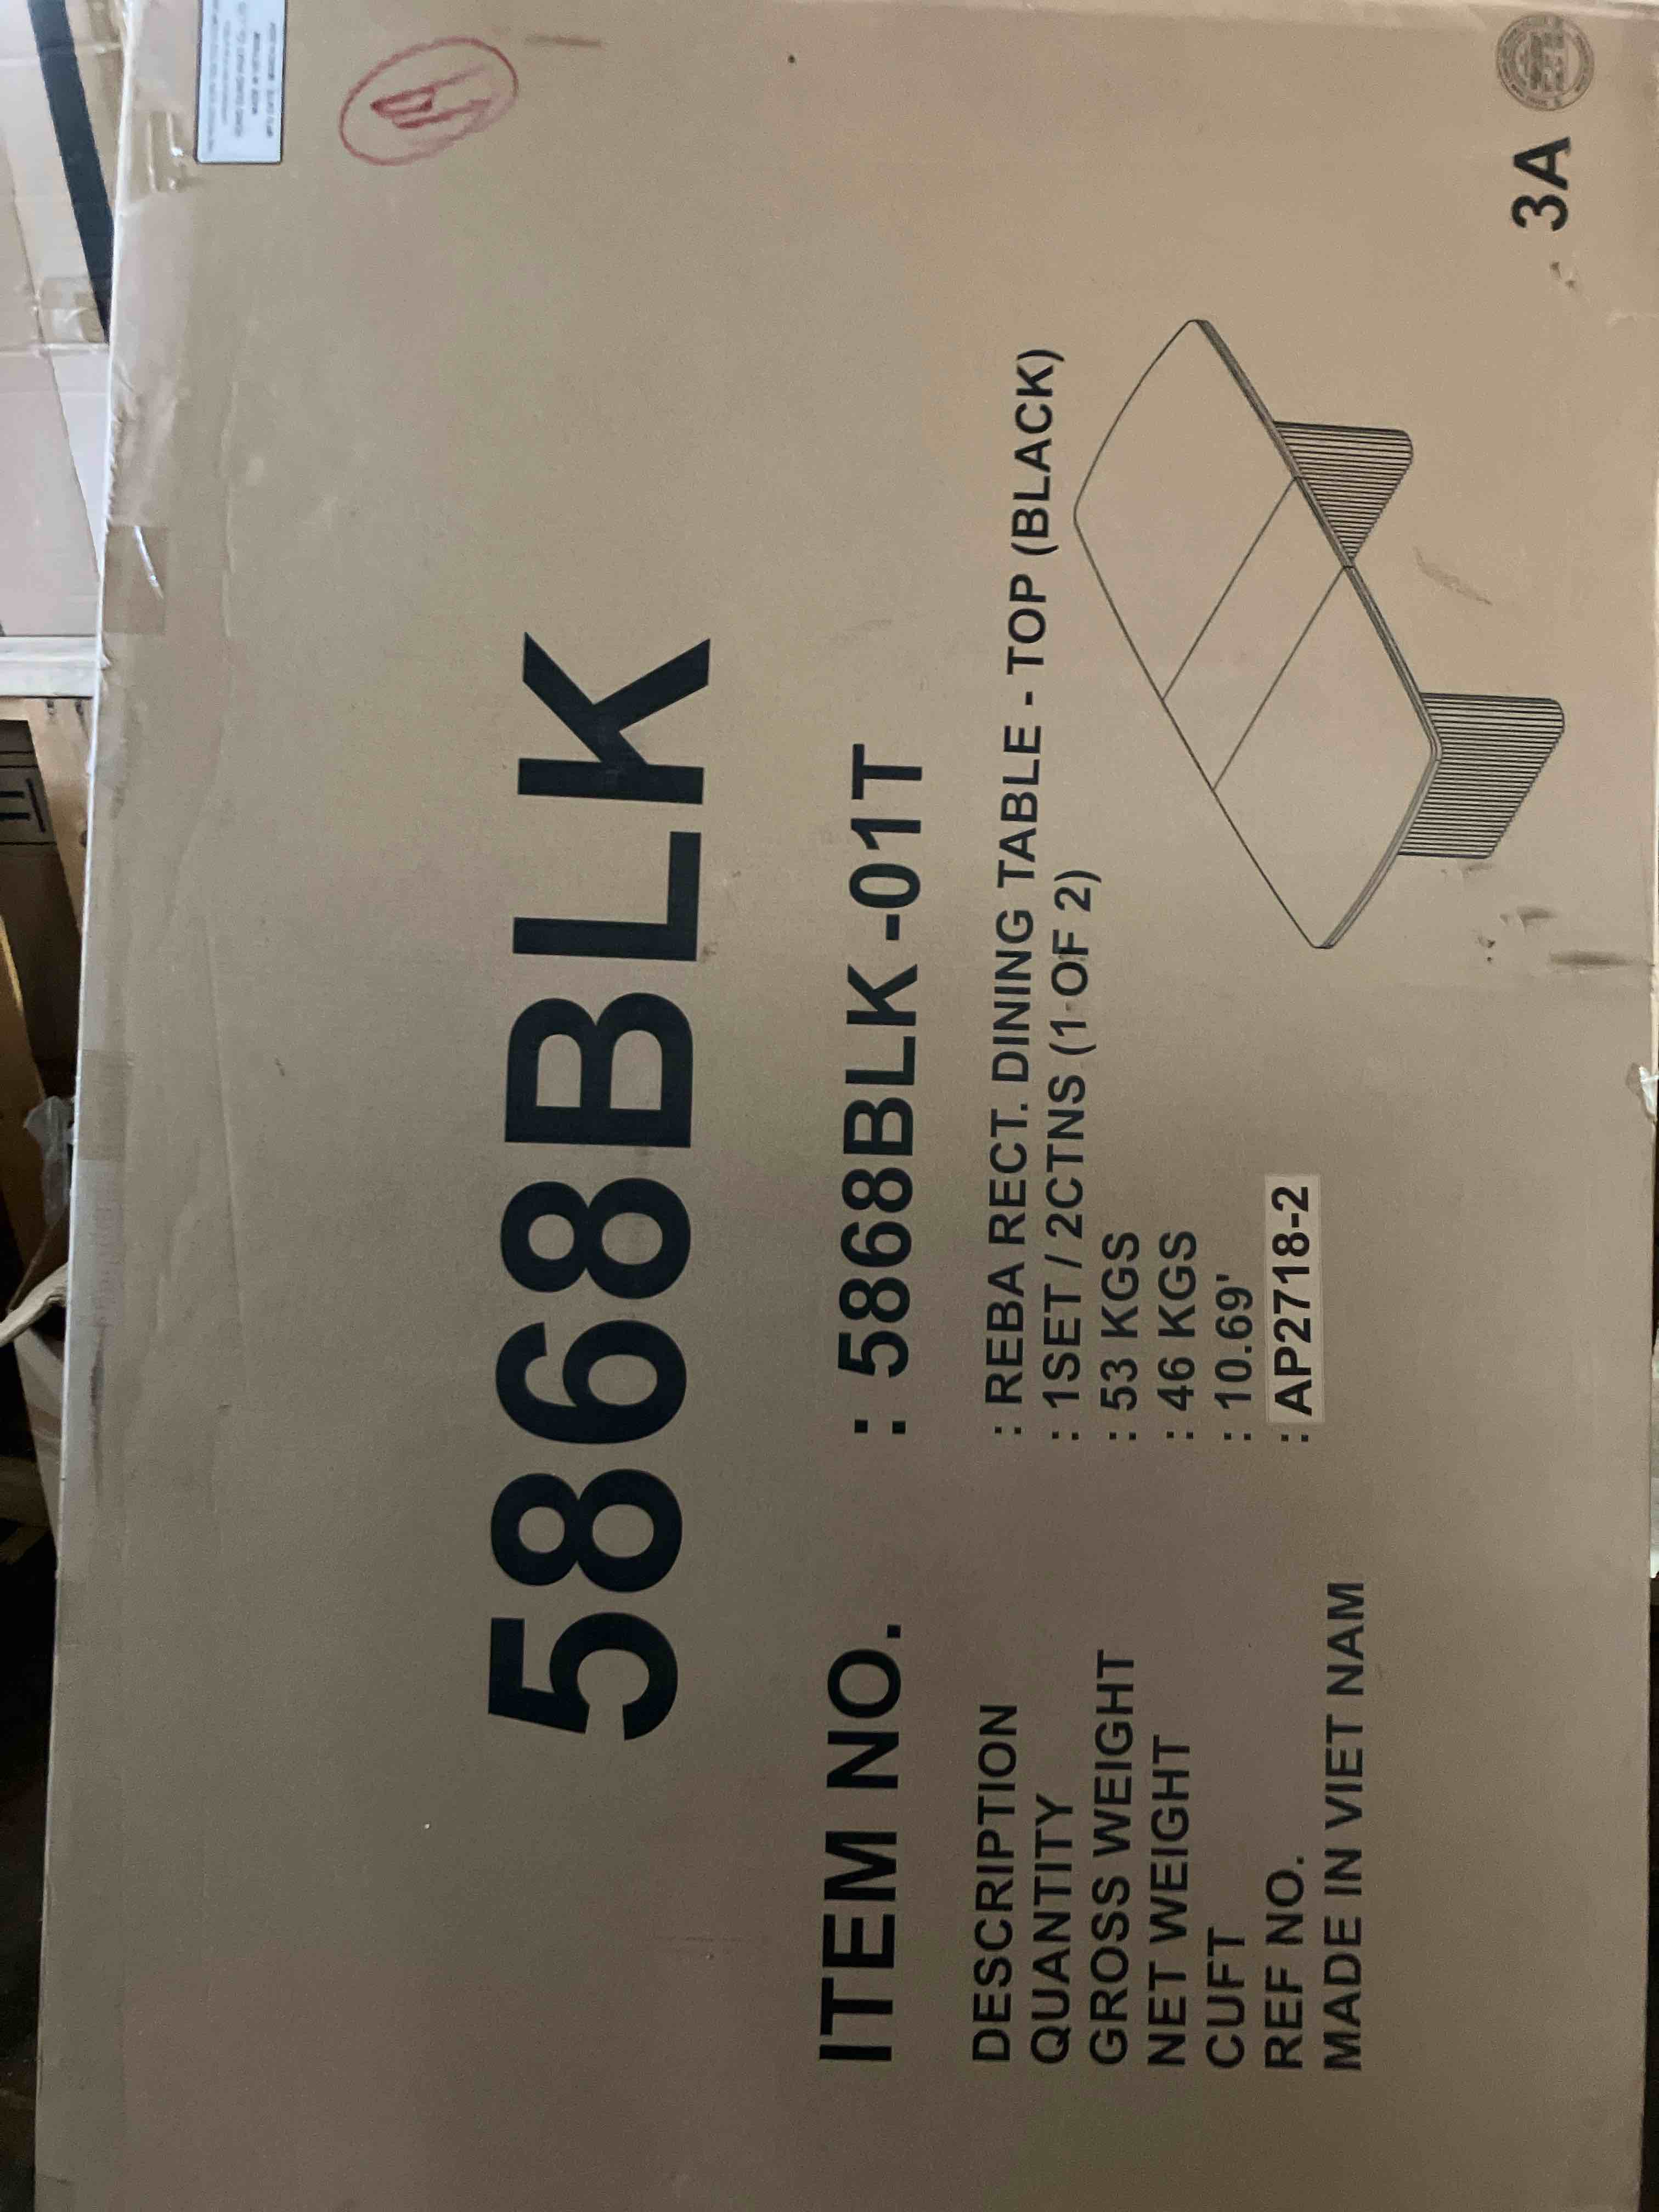 5868BLK
ITEM NO. : 5868BLK -01T
DESCRIPTION : REBA RECT. DINING TABLE - TOP (BLACK)
QUANTITY : 1SET / 2CTNS (1 OF 2)
GROSS WEIGHT : 53 KGS
NET WEIGHT : 46 KGS
CUFT : 10.69'
REF NO. : AP2718-2
MADE IN VIET NAM
3A